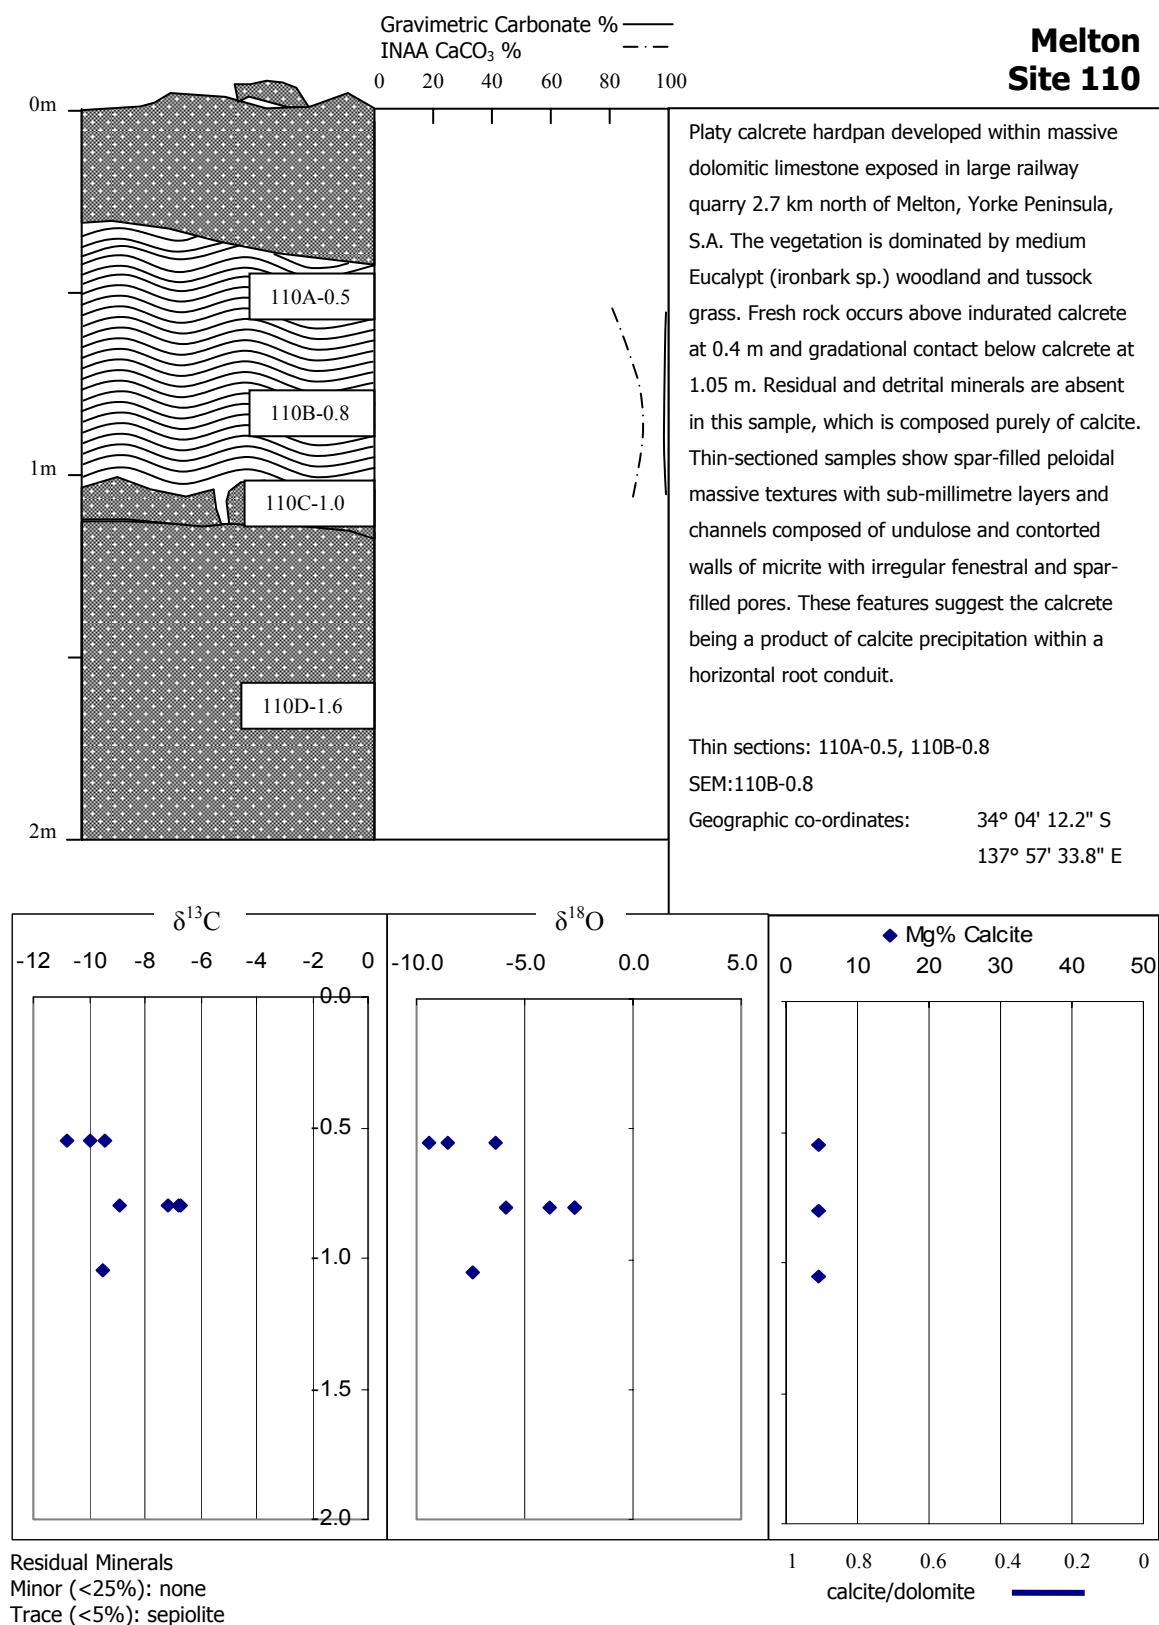 Gravimetric Carbonate %
INAA CaCO₃ %
0 20 40 60 80 100
Melton
Site 110
0m
1m
2m
110A-0.5
110B-0.8
110C-1.0
110D-1.6
Platy calcrete hardpan developed within massive
dolomitic limestone exposed in large railway
quarry 2.7 km north of Melton, Yorke Peninsula,
S.A. The vegetation is dominated by medium
Eucalypt (ironbark sp.) woodland and tussock
grass. Fresh rock occurs above indurated calcrete
at 0.4 m and gradational contact below calcrete at
1.05 m. Residual and detrital minerals are absent
in this sample, which is composed purely of calcite.
Thin-sectioned samples show spar-filled peloidal
massive textures with sub-millimetre layers and
channels composed of undulose and contorted
walls of micrite with irregular fenestral and spar-
filled pores. These features suggest the calcrete
being a product of calcite precipitation within a
horizontal root conduit.
Thin sections: 110A-0.5, 110B-0.8
SEM:110B-0.8
Geographic co-ordinates: 34° 04' 12.2" S
137° 57' 33.8" E
δ¹³C
-12 -10 -8 -6 -4 -2 0
0.0
-0.5
-1.0
-1.5
-2.0
δ¹⁸O
-10.0 -5.0 0.0 5.0
Mg% Calcite
0 10 20 30 40 50
1 0.8 0.6 0.4 0.2 0
calcite/dolomite
Residual Minerals
Minor (<25%): none
Trace (<5%): sepiolite